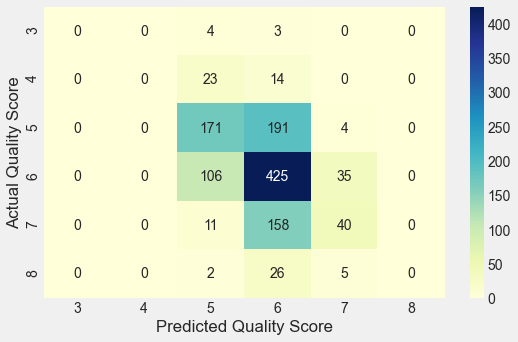 3 0 0 4 3 0 0
4 0 0 23 14 0 0
5 0 0 171 191 4 0
6 0 0 106 425 35 0
7 0 0 11 158 40 0
8 0 0 2 26 5 0
3 4 5 6 7 8
Predicted Quality Score
Actual Quality Score
400
350
300
250
200
150
100
50
0